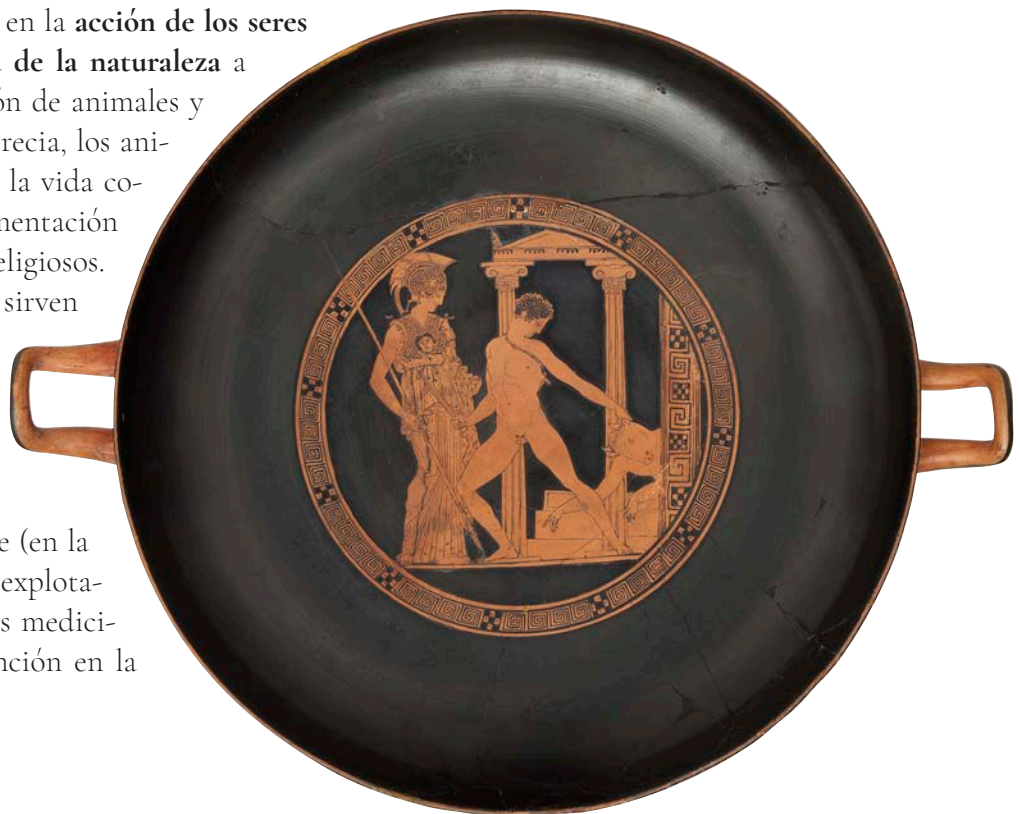 en la acción de los seres
de la naturaleza a
ón de animales y
recia, los ani-
la vida co-
mentación
eligiosos.
sirven
e (en la
explota-
s medici-
nción en la